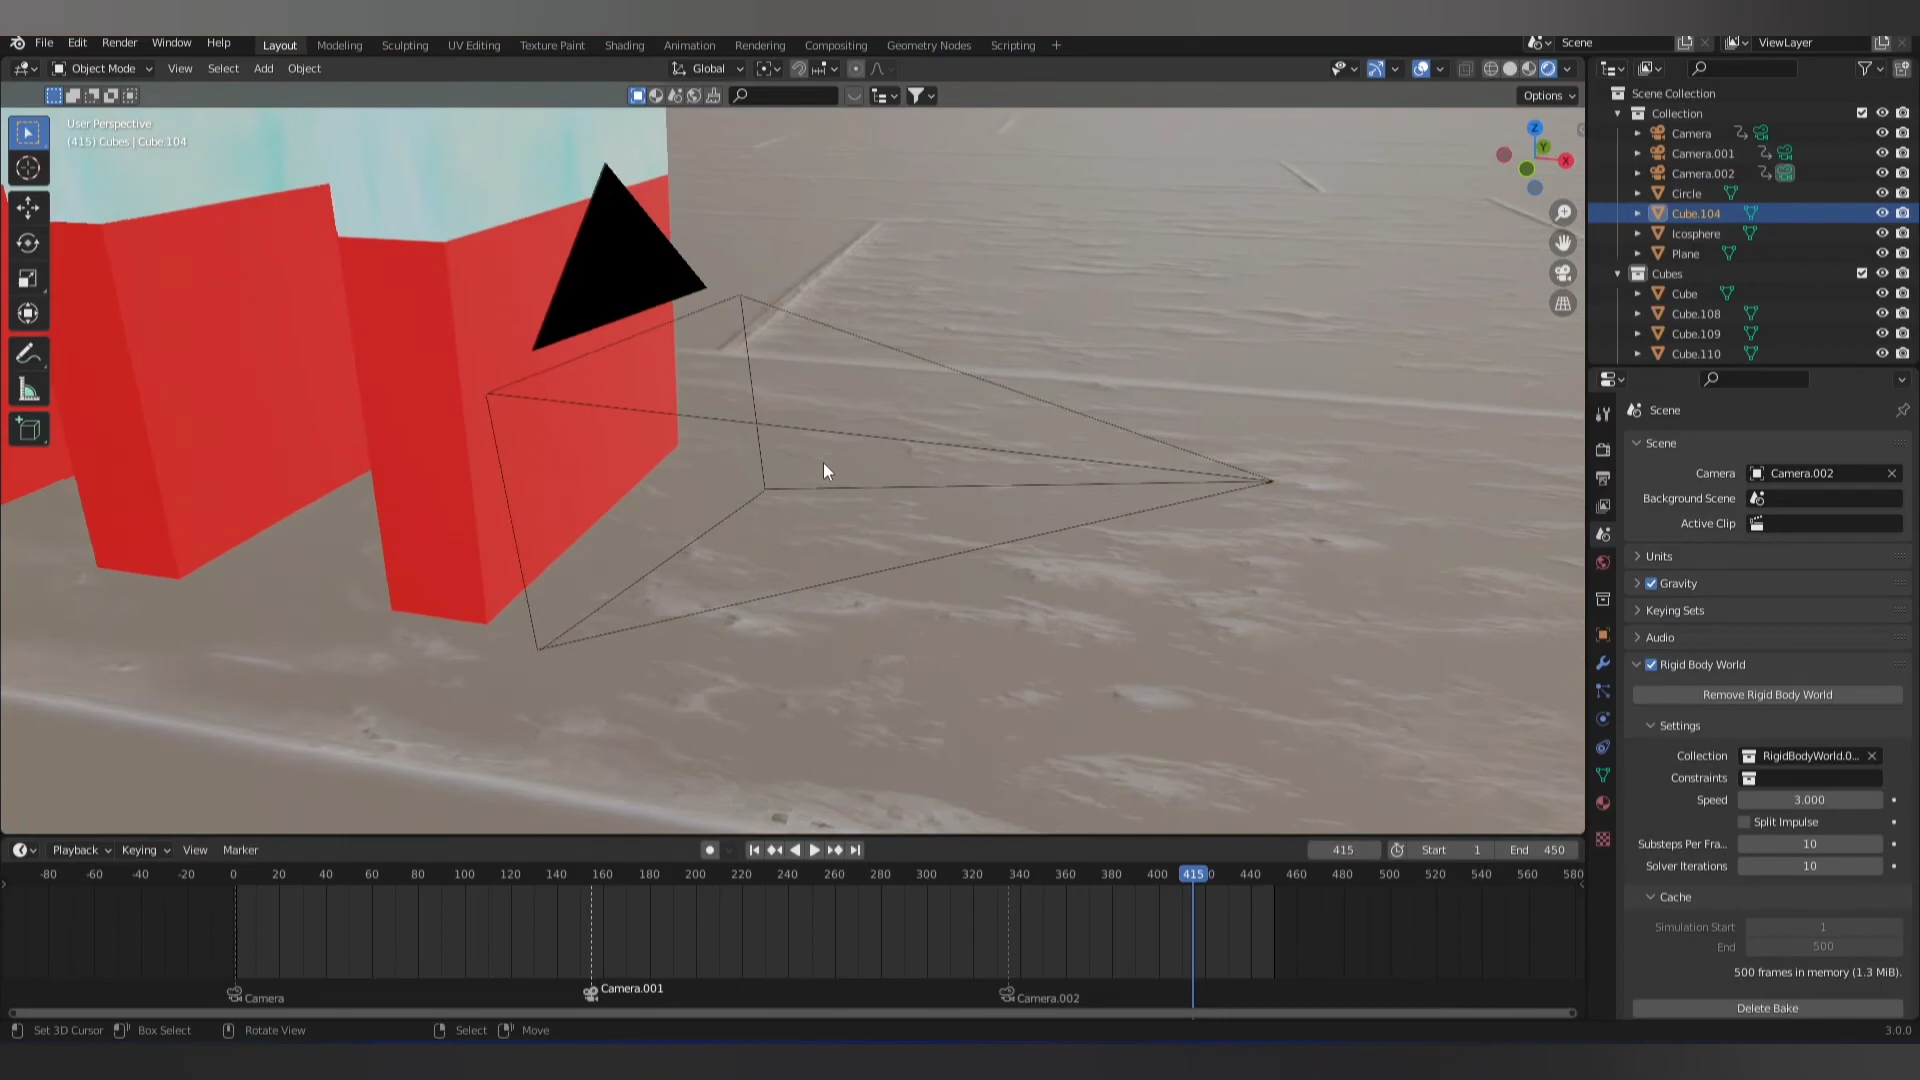 File Edit Render Window Help Layout Modeling Sculpting UV Editing Texture Paint Shading Animation Rendering Compositing Geometry Nodes Scripting + Scene ViewLayer
Object Mode View Select Add Object Global
Options
User Perspective
(415) Cubes | Cube.104
Z
Y
X
Scene Collection
Collection
Camera
Camera.001
Camera.002
Circle
Cube.104
Icosphere
Plane
Cubes
Cube
Cube.108
Cube.109
Cube.110
Scene
Scene
Camera Camera.002
Background Scene
Active Clip
Units
Gravity
Keying Sets
Audio
Rigid Body World
Remove Rigid Body World
Settings
Collection RigidBodyWorld.0...
Constraints
Speed 3.000
Split Impulse
Substeps Per Fra... 10
Solver Iterations 10
Cache
Simulation Start 1
End 500
500 frames in memory (1.3 MiB).
Delete Bake
Playback Keying View Marker 415 Start 1 End 450
-80 -60 -40 -20 0 20 40 60 80 100 120 140 160 180 200 220 240 260 280 300 320 340 360 380 400 415 440 460 480 500 520 540 560 580
Camera Camera.001 Camera.002
Set 3D Cursor Box Select Rotate View Select Move 3.0.0